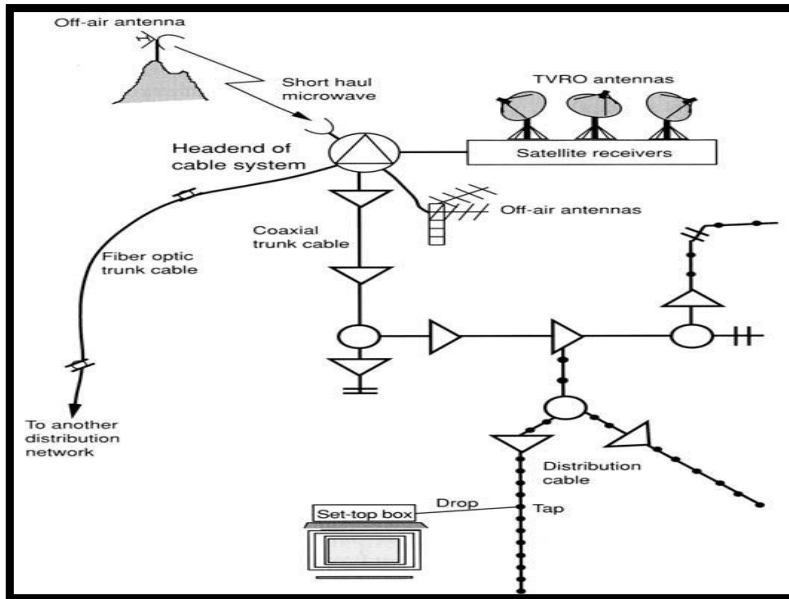 Off-air antenna
Short haul
microwave
TVRO antennas
Headend of
cable system
Satellite receivers
Off-air antennas
Coaxial
trunk cable
Fiber optic
trunk cable
To another
distribution
network
Distribution
cable
Drop
Tap
Set-top box